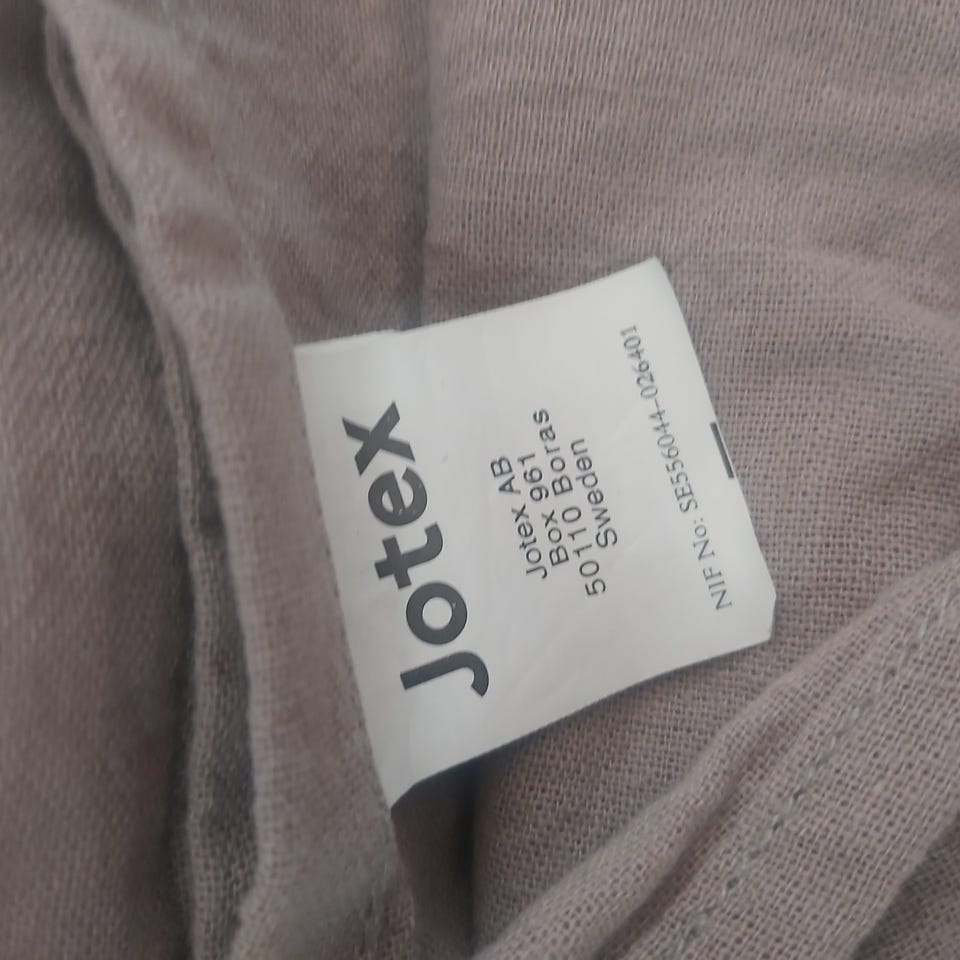 Jotex
Jotex AB
Box 961
50110 Boras
Sweden
NIF No: SE556044-026401